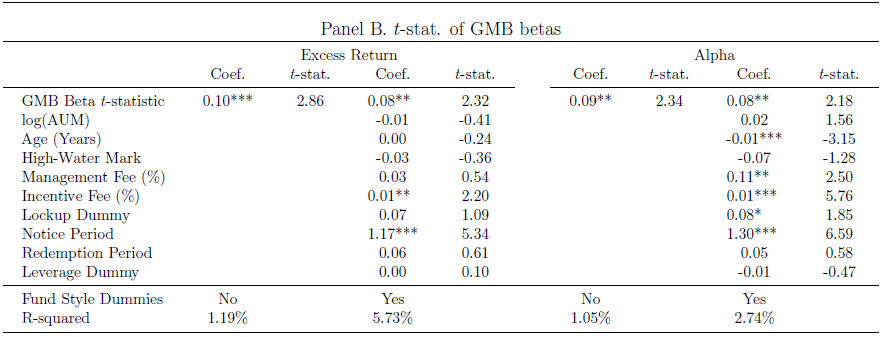 Panel B. t-stat. of GMB betas
Excess Return Alpha
Coef. t-stat. Coef. t-stat. Coef. t-stat. Coef. t-stat.
GMB Beta t-statistic 0.10*** 2.86 0.08** 2.32 0.09** 2.34 0.08** 2.18
log(AUM) -0.01 -0.41 0.02 1.56
Age (Years) 0.00 -0.24 -0.01*** -3.15
High-Water Mark -0.03 -0.36 -0.07 -1.28
Management Fee (%) 0.03 0.54 0.11** 2.50
Incentive Fee (%) 0.01** 2.20 0.01*** 5.76
Lockup Dummy 0.07 1.09 0.08* 1.85
Notice Period 1.17*** 5.34 1.30*** 6.59
Redemption Period 0.06 0.61 0.05 0.58
Leverage Dummy 0.00 0.10 -0.01 -0.47
Fund Style Dummies No Yes No Yes
R-squared 1.19% 5.73% 1.05% 2.74%